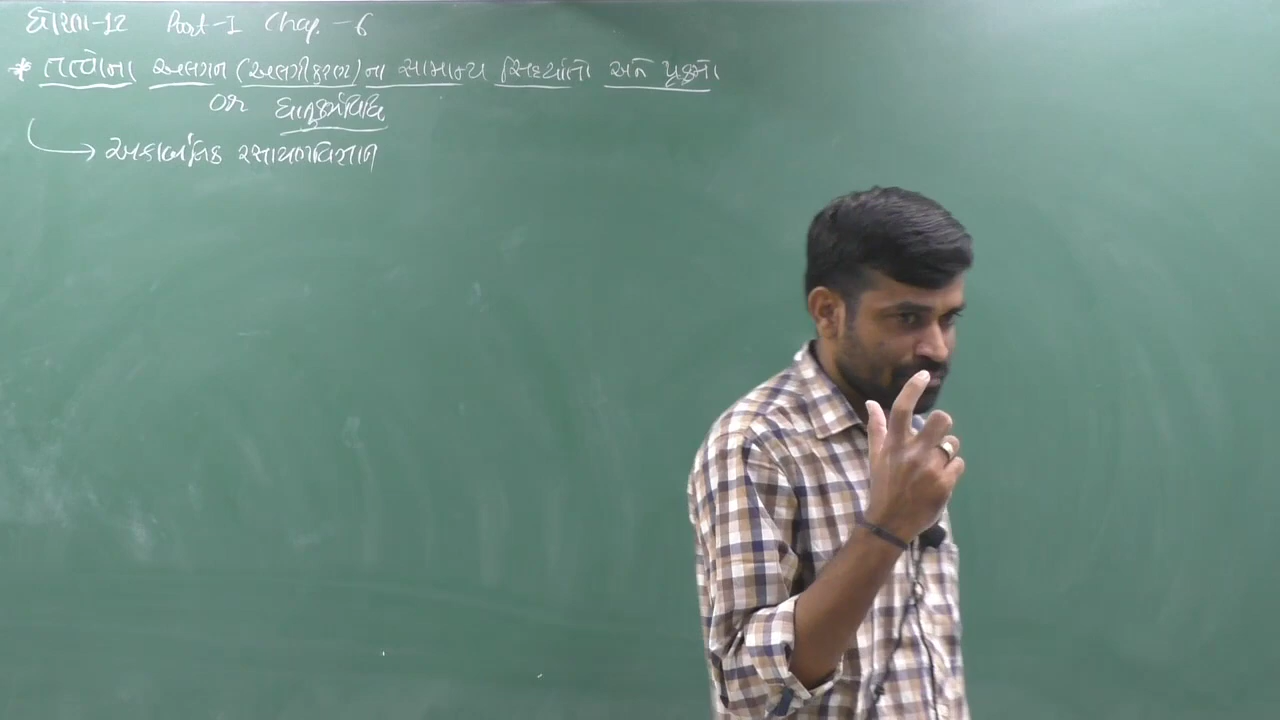 ધોરણ-12 Part-I Chap.-6
* તત્વોના અલગન (અલગીકરણ)ના સામાન્ય સિદ્ધાંતો અને પ્રક્રમો
OR ધાતુકર્મવિધિ
→ અકાર્બનિક રસાયણવિજ્ઞાન